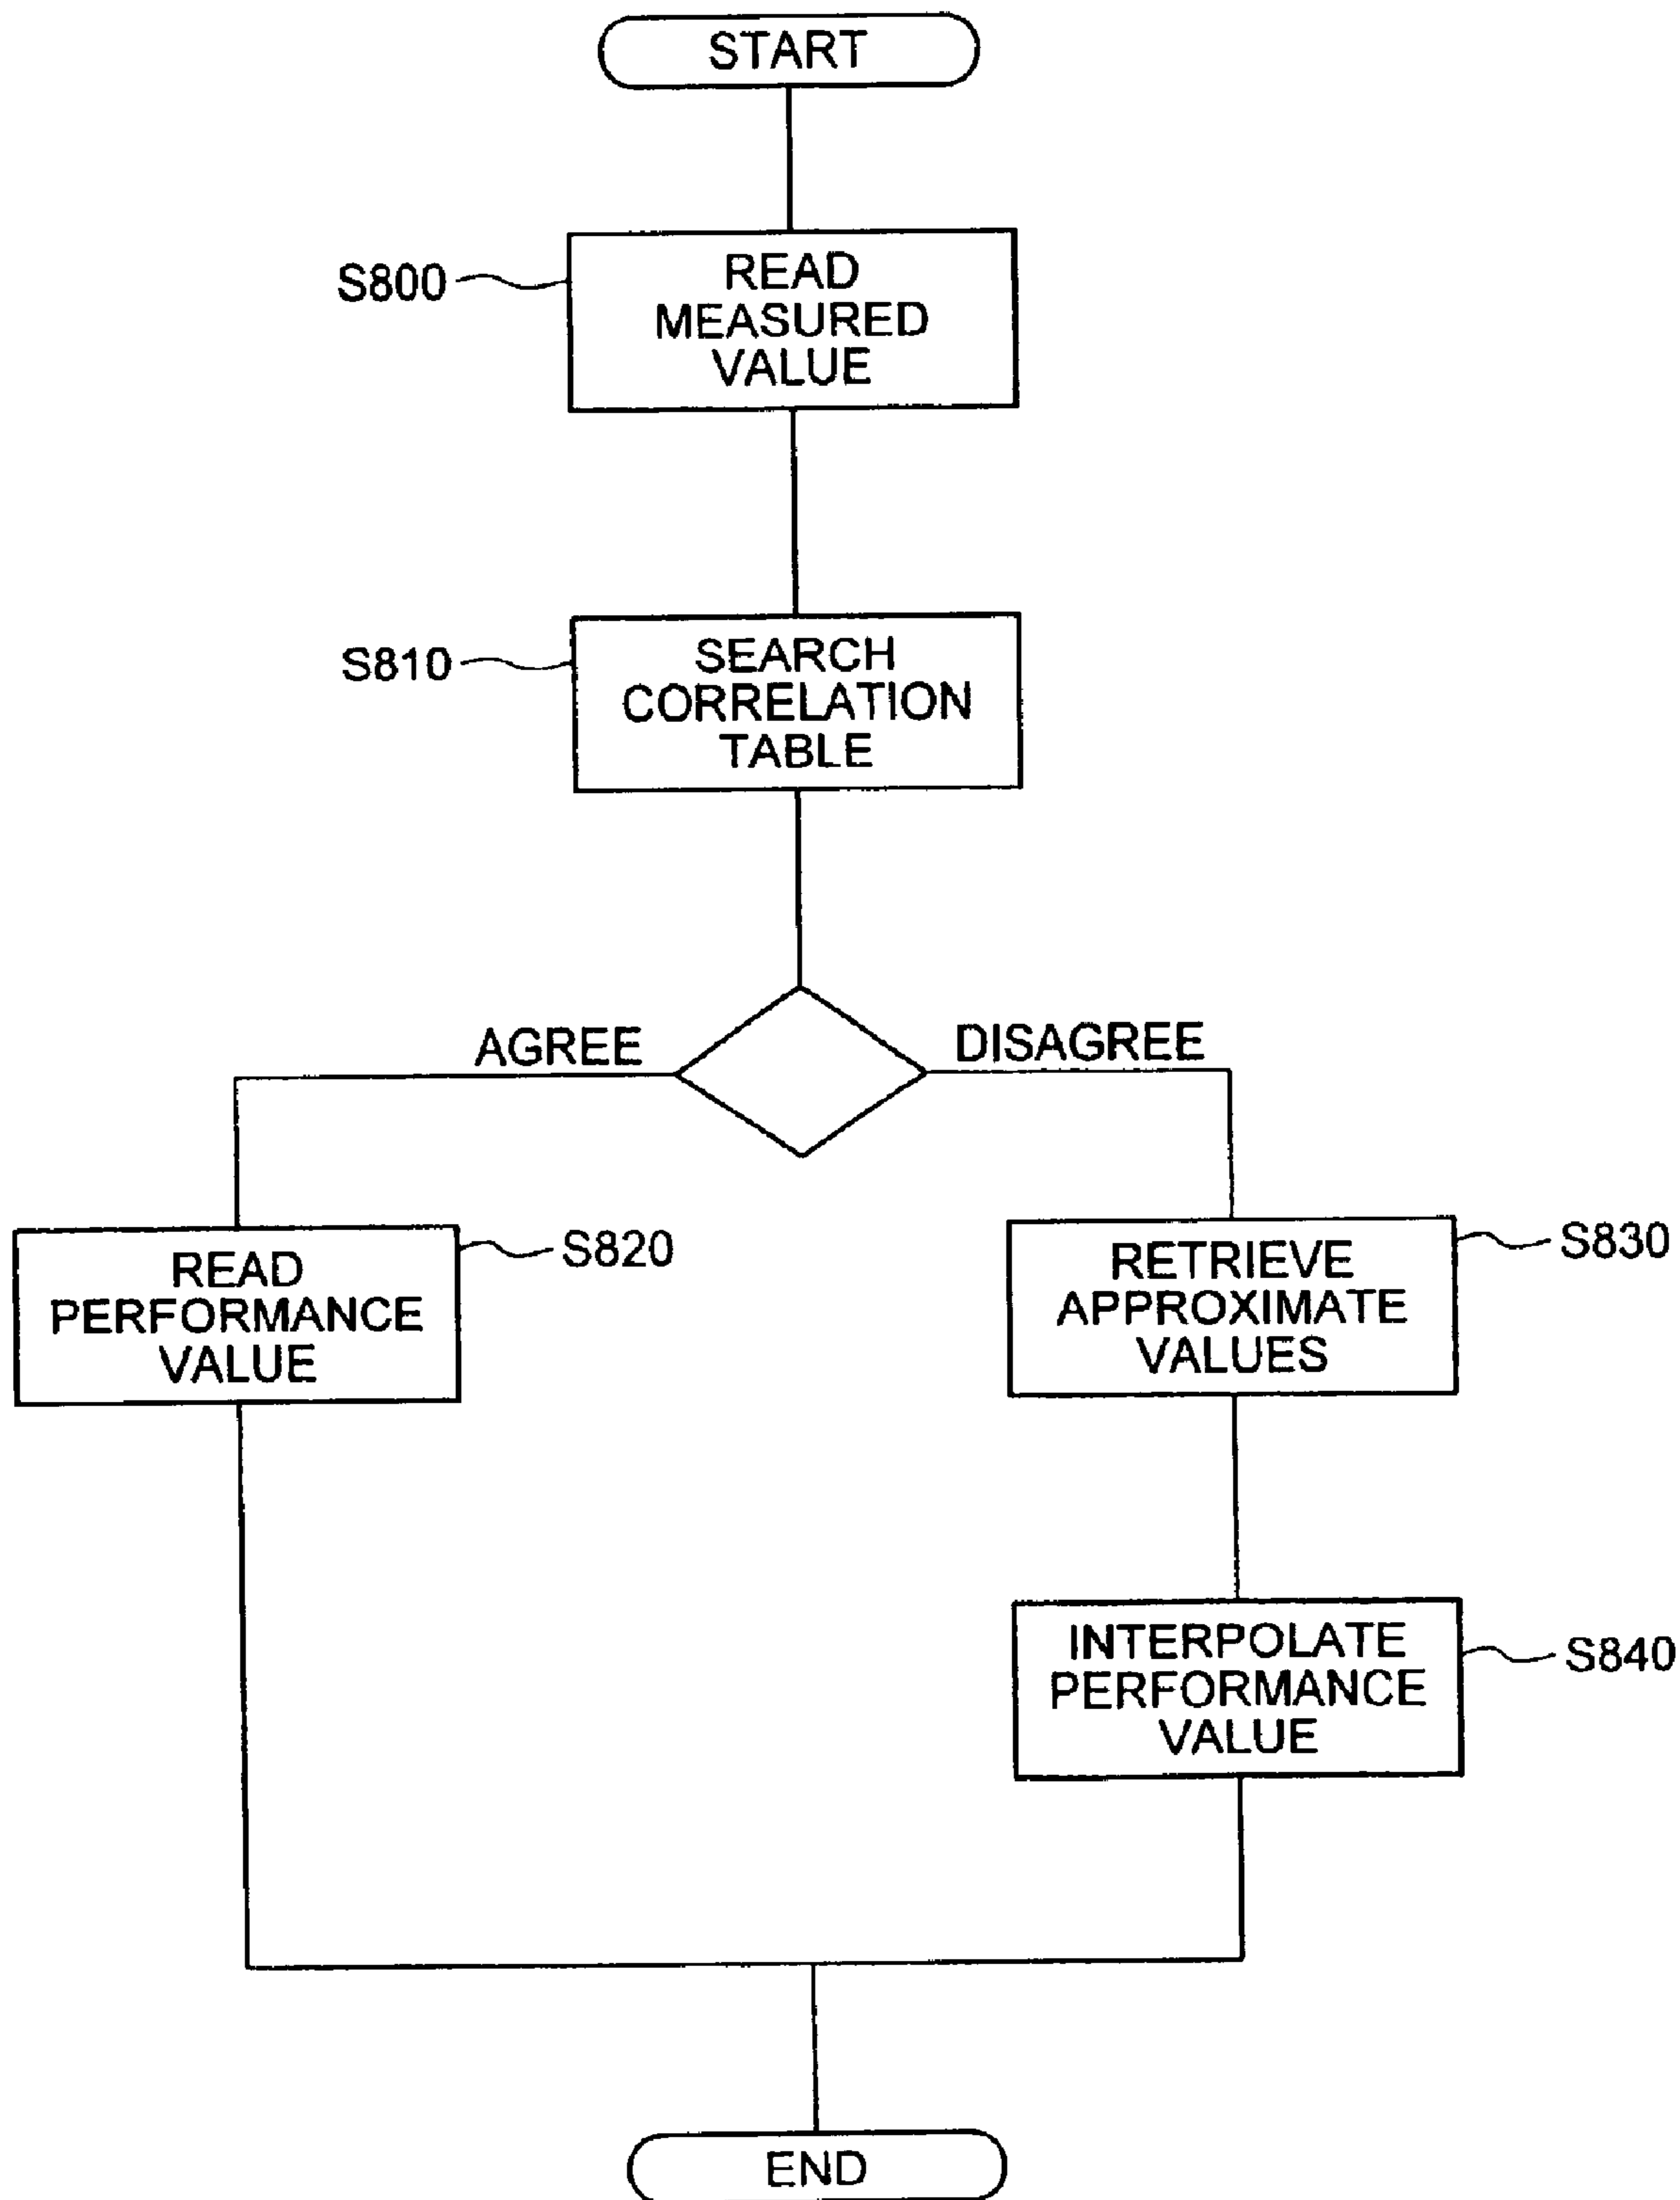 START
S800
READ
MEASURED
VALUE
S810
SEARCH
CORRELATION
TABLE
AGREE
DISAGREE
READ
PERFORMANCE
VALUE
S820
RETRIEVE
APPROXIMATE
VALUES
S830
INTERPOLATE
PERFORMANCE
VALUE
S840
END